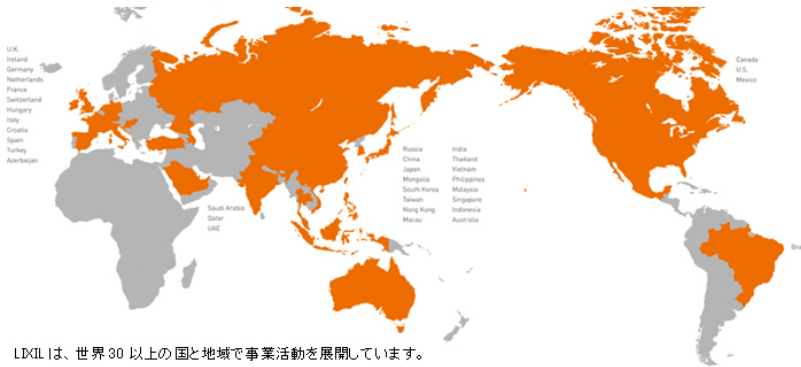 U.K.
Ireland
Germany
Netherlands
France
Switzerland
Hungary
Italy
Croatia
Spain
Turkey
Azerbaijan
Saudi Arabia
Qatar
UAE
Russia
China
Japan
Mongolia
South Korea
Taiwan
Hong Kong
Macau
India
Thailand
Vietnam
Philippines
Malaysia
Singapore
Indonesia
Australia
Canada
U.S.
Mexico
Bra
LIXILは、世界30以上の国と地域で事業活動を展開しています。